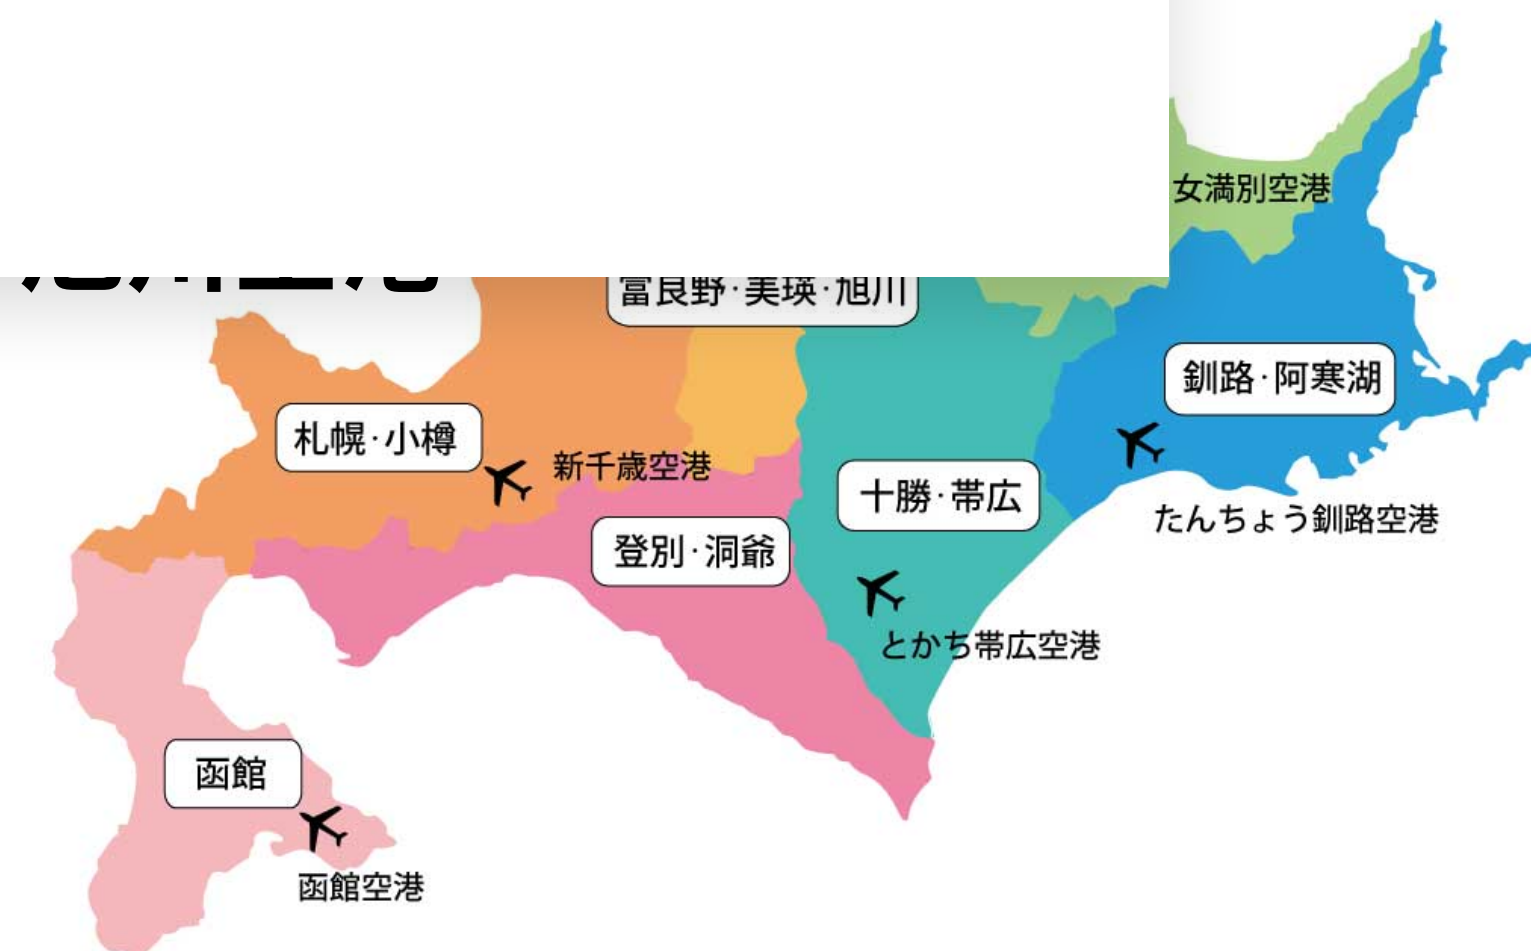 女満別空港
富良野·美瑛·旭川
釧路·阿寒湖
札幌·小樽
新千歳空港
十勝·帯広
たんちょう釧路空港
登別·洞爺
とかち帯広空港
函館
函館空港